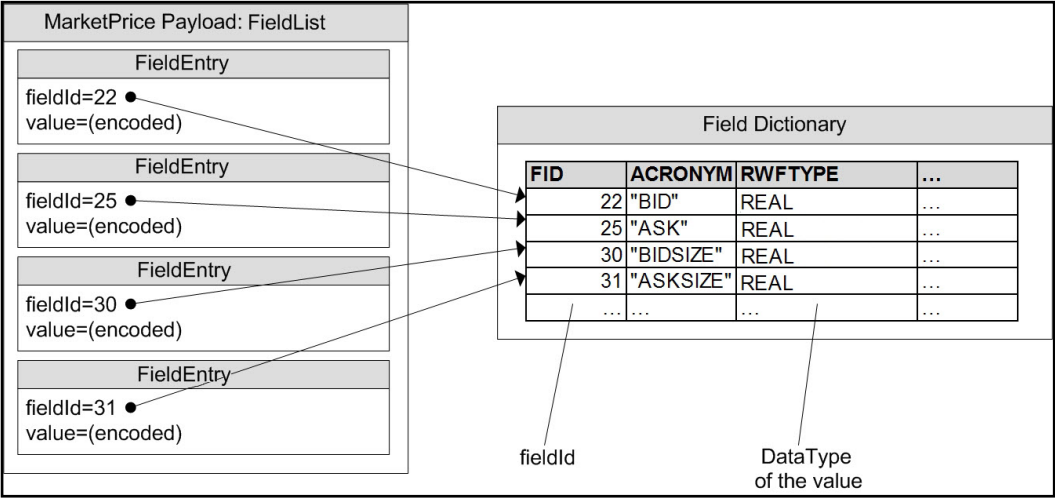 MarketPrice Payload: FieldList
FieldEntry
fieldId=22
value=(encoded)
FieldEntry
fieldId=25
value=(encoded)
FieldEntry
fieldId=30
value=(encoded)
FieldEntry
fieldId=31
value=(encoded)
Field Dictionary
FID ACRONYM RWFTYPE ...
22 "BID" REAL ...
25 "ASK" REAL ...
30 "BIDSIZE" REAL ...
31 "ASKSIZE" REAL ...
... ... ... ...
fieldId
DataType
of the value